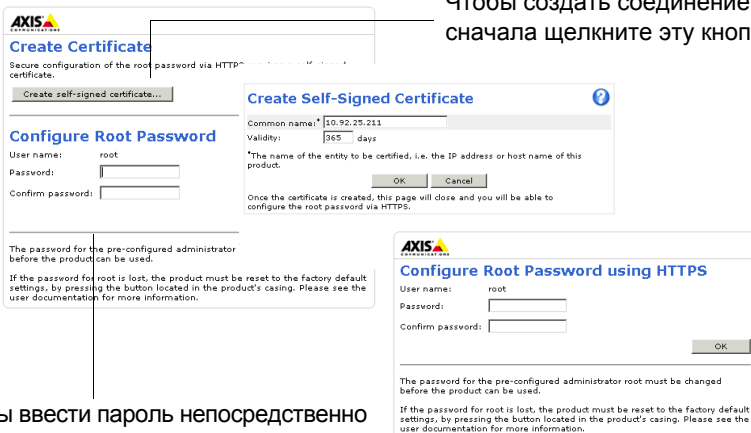 Чтобы создать соединение
сначала щелкните эту кноп
AXIS
COMMUNICATIONS
Create Certificate
Secure configuration of the root password via HTTPS requires a self-signed
certificate.
Create self-signed certificate...
Configure Root Password
User name: root
Password:
Confirm password:
The password for the pre-configured administrator
before the product can be used.
If the password for root is lost, the product must be reset to the factory default
settings, by pressing the button located in the product's casing. Please see the
user documentation for more information.
Create Self-Signed Certificate
?
Common name:* 10.92.25.211
Validity: 365 days
*The name of the entity to be certified, i.e. the IP address or host name of this
product.
OK Cancel
Once the certificate is created, this page will close and you will be able to
configure the root password via HTTPS.
AXIS
COMMUNICATIONS
Configure Root Password using HTTPS
User name: root
Password:
Confirm password:
OK
The password for the pre-configured administrator root must be changed
before the product can be used.
If the password for root is lost, the product must be reset to the factory default
settings, by pressing the button located in the product's casing. Please see the
user documentation for more information.
ы ввести пароль непосредственно